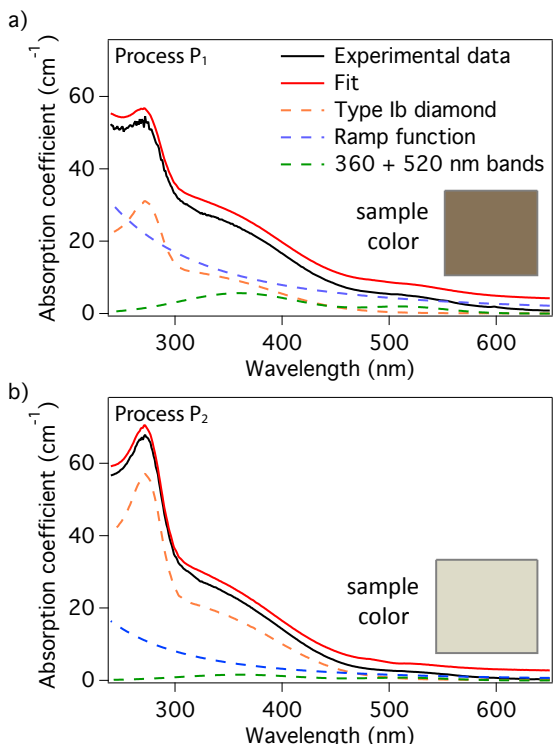 a)
Process P₁
Experimental data
Fit
Type Ib diamond
Ramp function
360 + 520 nm bands
sample
color
Absorption coefficient (cm⁻¹)
60
40
20
0
300
400
500
600
Wavelength (nm)
b)
Process P₂
sample
color
Absorption coefficient (cm⁻¹)
60
40
20
0
300
400
500
600
Wavelength (nm)